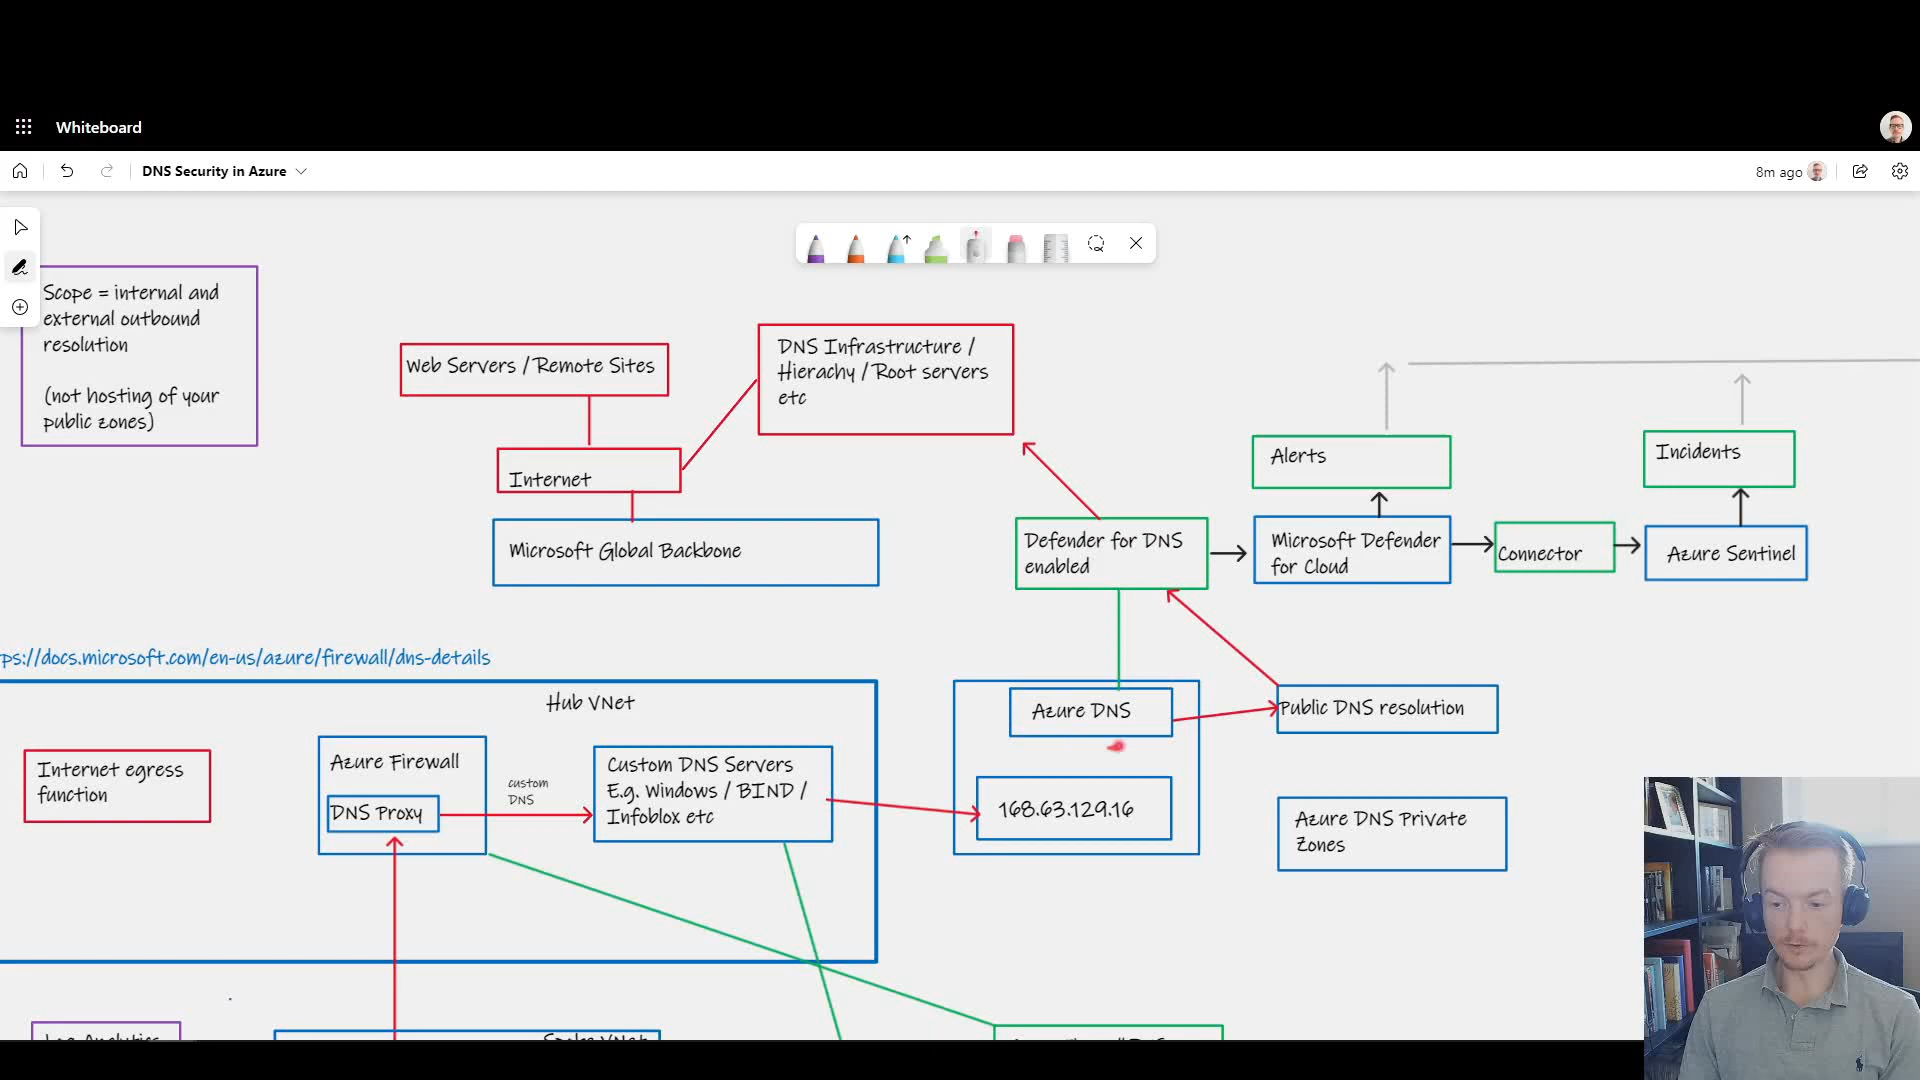 Whiteboard
DNS Security in Azure
8m ago
Scope = internal and
external outbound
resolution
(not hosting of your
public zones)
Web Servers / Remote Sites
DNS Infrastructure /
Hierachy / Root servers
etc
Internet
Microsoft Global Backbone
Alerts
Incidents
Defender for DNS
enabled
Microsoft Defender
for Cloud
Connector
Azure Sentinel
ps://docs.microsoft.com/en-us/azure/firewall/dns-details
Hub VNet
Internet egress
function
Azure Firewall
DNS Proxy
custom
DNS
Custom DNS Servers
E.g. Windows / BIND /
Infoblox etc
Azure DNS
168.63.129.16
Public DNS resolution
Azure DNS Private
Zones
Log Analytics
Spoke VNet